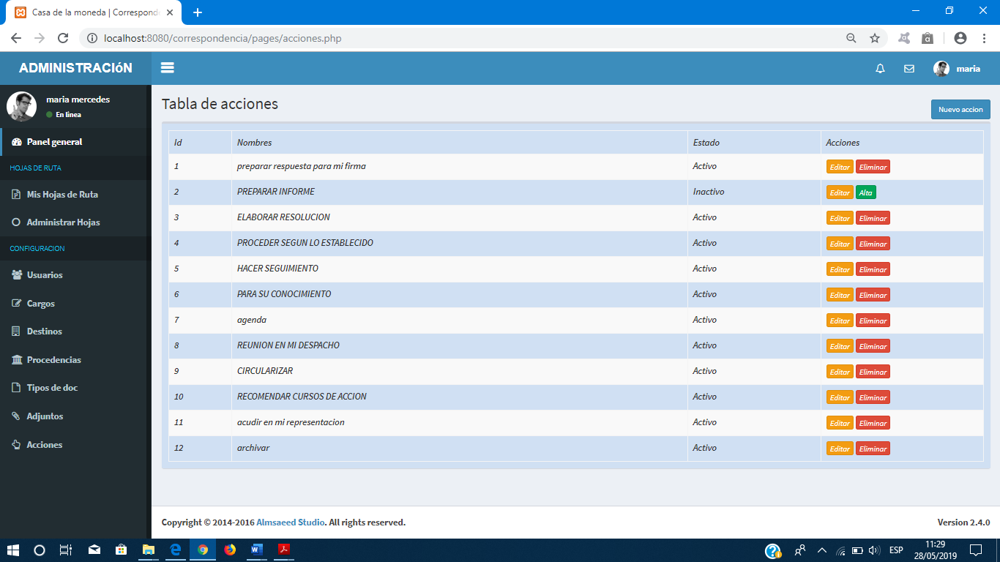 Casa de la moneda | Correspond
localhost:8080/correspondencia/pages/acciones.php
ADMINISTRACIóN
maria
maria mercedes
En linea
Panel general
HOJAS DE RUTA
Mis Hojas de Ruta
Administrar Hojas
CONFIGURACION
Usuarios
Cargos
Destinos
Procedencias
Tipos de doc
Adjuntos
Acciones
Tabla de acciones
Nuevo accion
Id Nombres Estado Acciones
1 preparar respuesta para mi firma Activo Editar Eliminar
2 PREPARAR INFORME Inactivo Editar Alta
3 ELABORAR RESOLUCION Activo Editar Eliminar
4 PROCEDER SEGUN LO ESTABLECIDO Activo Editar Eliminar
5 HACER SEGUIMIENTO Activo Editar Eliminar
6 PARA SU CONOCIMIENTO Activo Editar Eliminar
7 agenda Activo Editar Eliminar
8 REUNION EN MI DESPACHO Activo Editar Eliminar
9 CIRCULARIZAR Activo Editar Eliminar
10 RECOMENDAR CURSOS DE ACCION Activo Editar Eliminar
11 acudir en mi representacion Activo Editar Eliminar
12 archivar Activo Editar Eliminar
Copyright © 2014-2016 Almsaeed Studio. All rights reserved. Version 2.4.0
ESP
11:29
28/05/2019